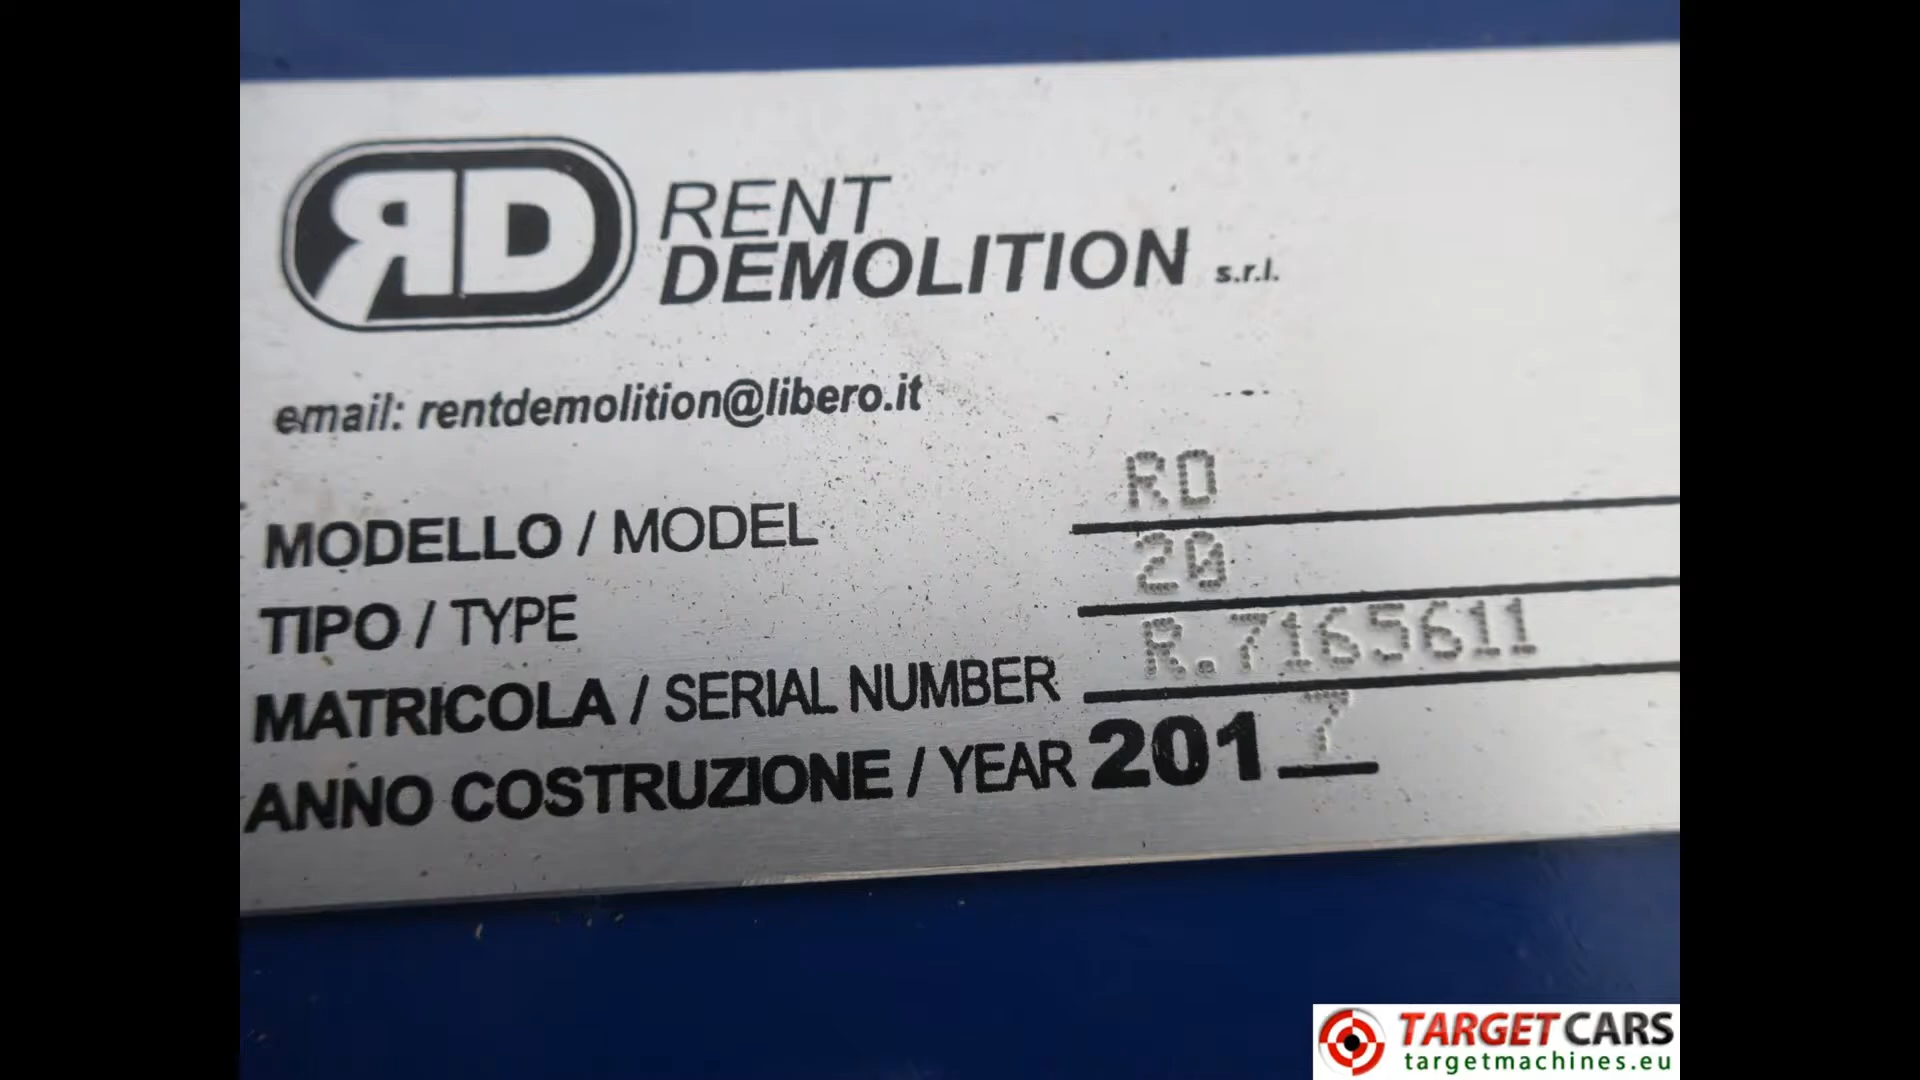 RD RENT
DEMOLITION s.r.l.
email: rentdemolition@libero.it
MODELLO / MODEL RO
TIPO / TYPE 20
MATRICOLA / SERIAL NUMBER R.7165611
ANNO COSTRUZIONE / YEAR 2017
TARGET CARS
targetmachines.eu